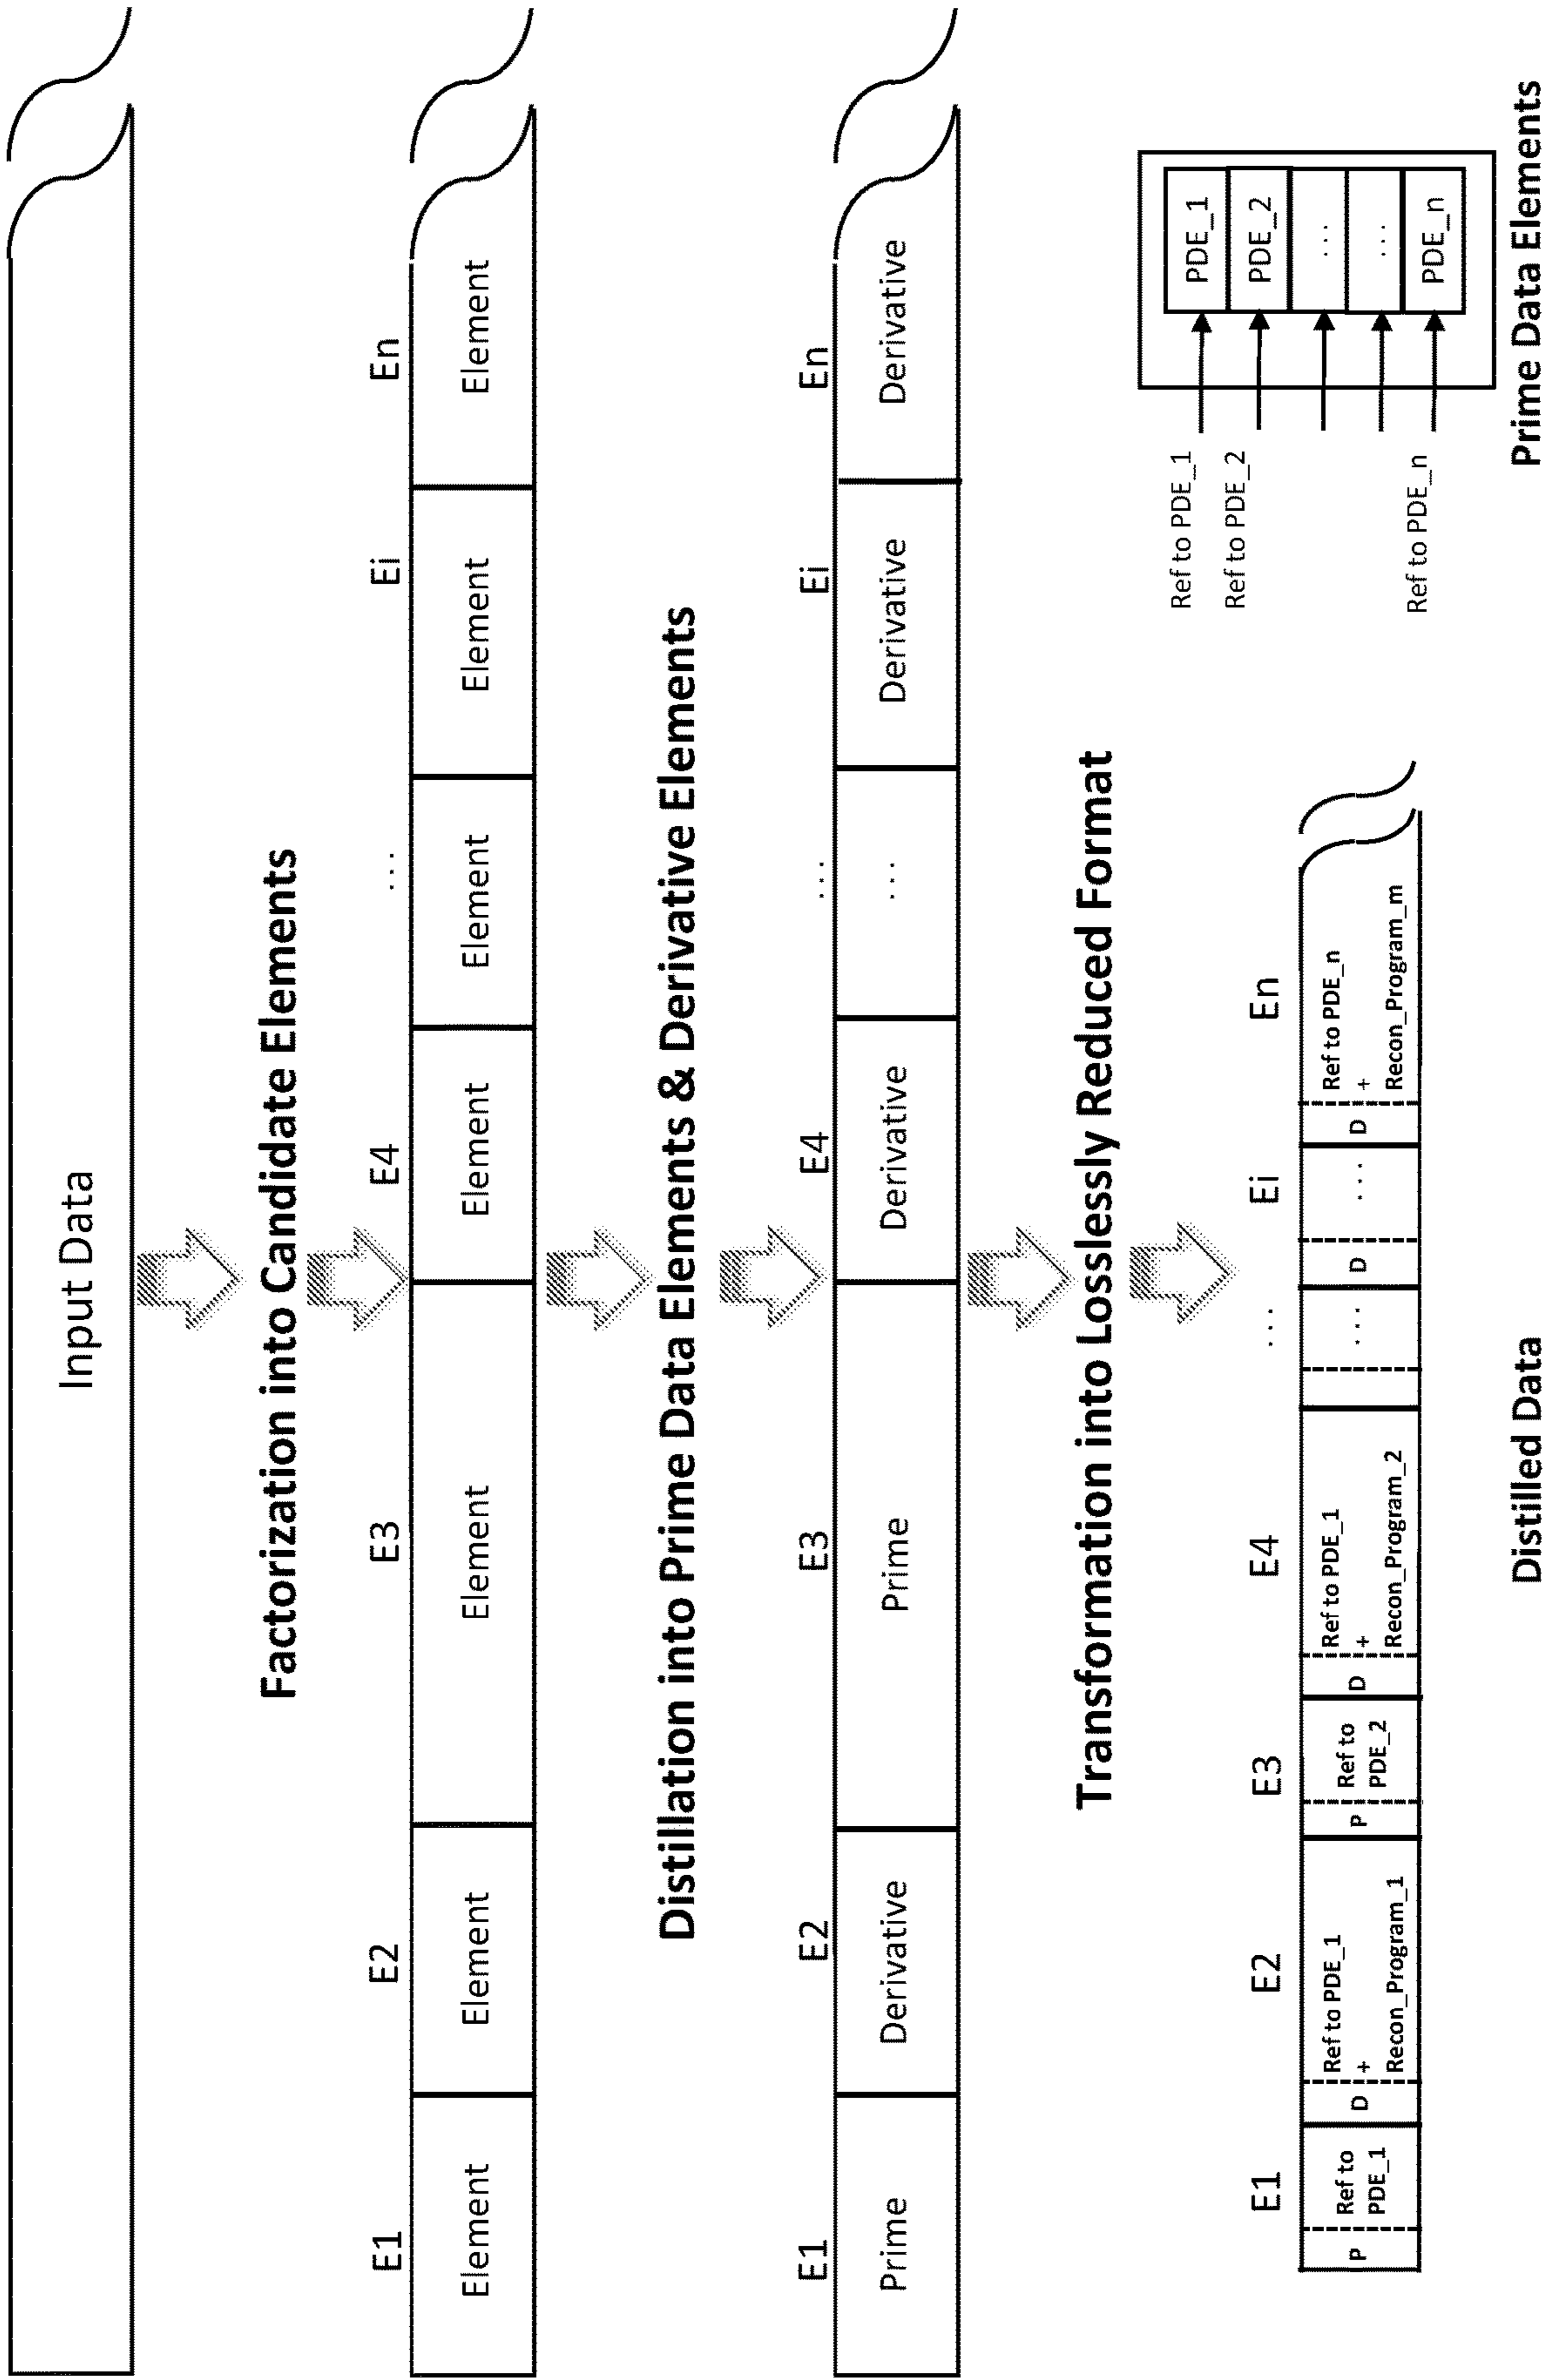 Input Data
Factorization into Candidate Elements
E1 E2 E3 E4 ... Ei En
Element Element Element Element Element Element Element
Distillation into Prime Data Elements & Derivative Elements
E1 E2 E3 E4 ... Ei En
Prime Derivative Prime Derivative ... Derivative Derivative
Transformation into Losslessly Reduced Format
E1 E2 E3 E4 ... Ei En
P
Ref to
PDE_1
D
Ref to PDE_1
+
Recon_Program_1
P
Ref to
PDE_2
D
Ref to PDE_1
+
Recon_Program_2
...
D
...
D
Ref to PDE_n
+
Recon_Program_m
Distilled Data
Ref to PDE_1
PDE_1
Ref to PDE_2
PDE_2
...
...
Ref to PDE_n
PDE_n
Prime Data Elements